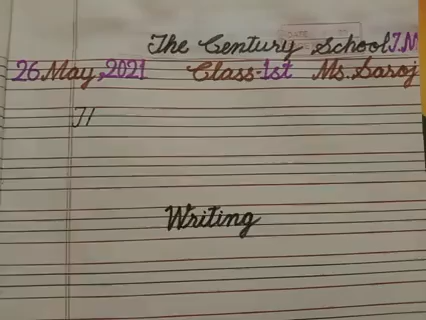 The Century School J.M
26 May, 2021 Class-1st Ms. Saroj
Writing